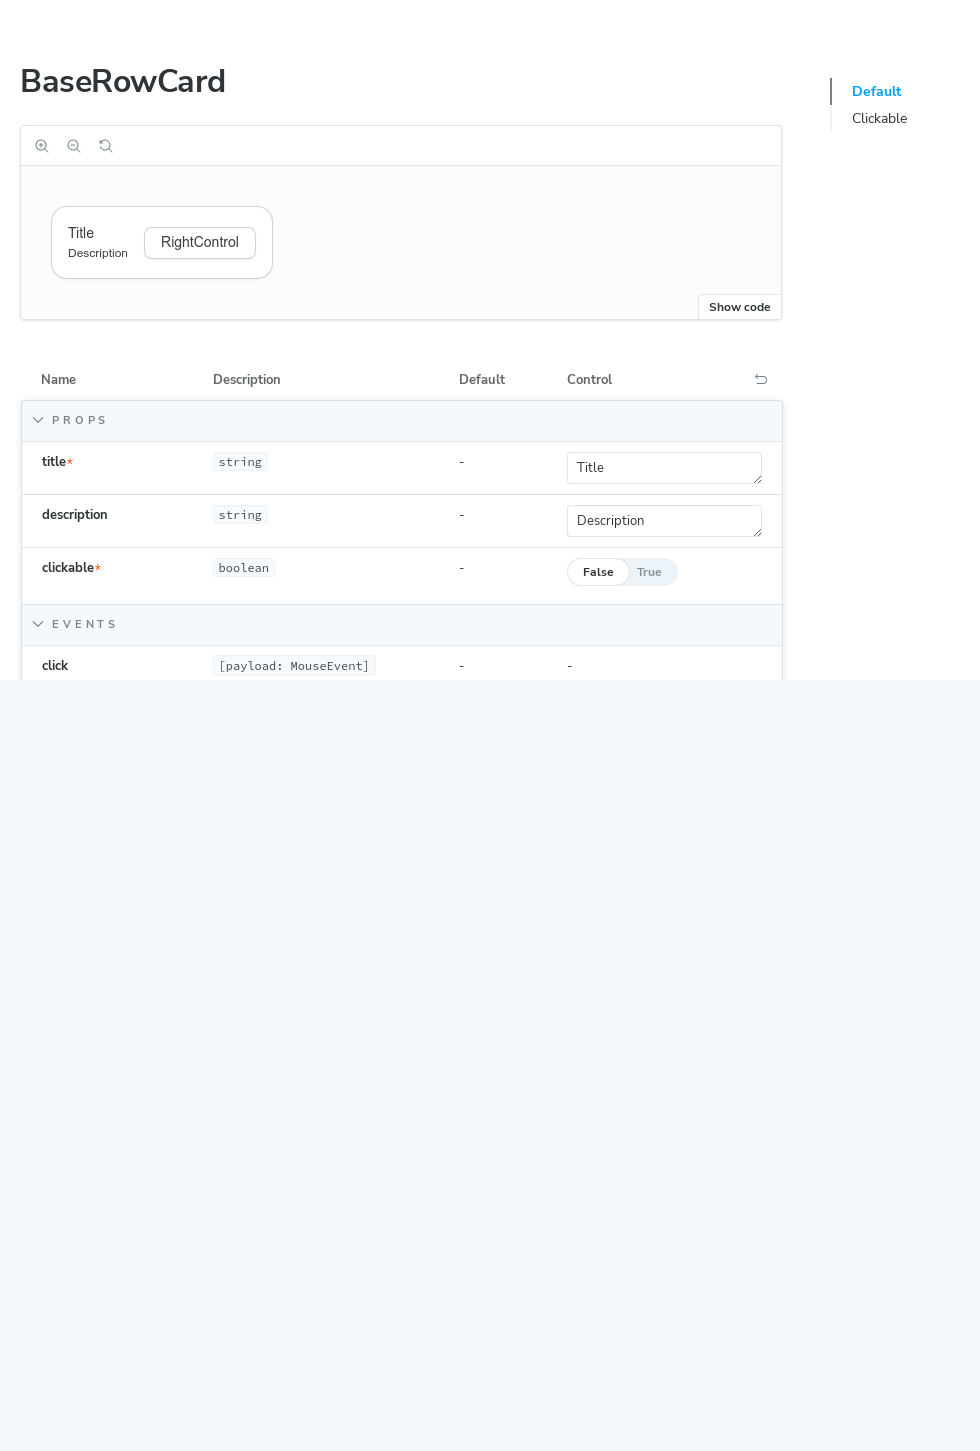 BaseRowCard
Default
Clickable
Title
Description
RightControl
Show code
Name Description Default Control
PROPS
title* string - Title
description string - Description
clickable* boolean - False True
EVENTS
click [payload: MouseEvent] - -